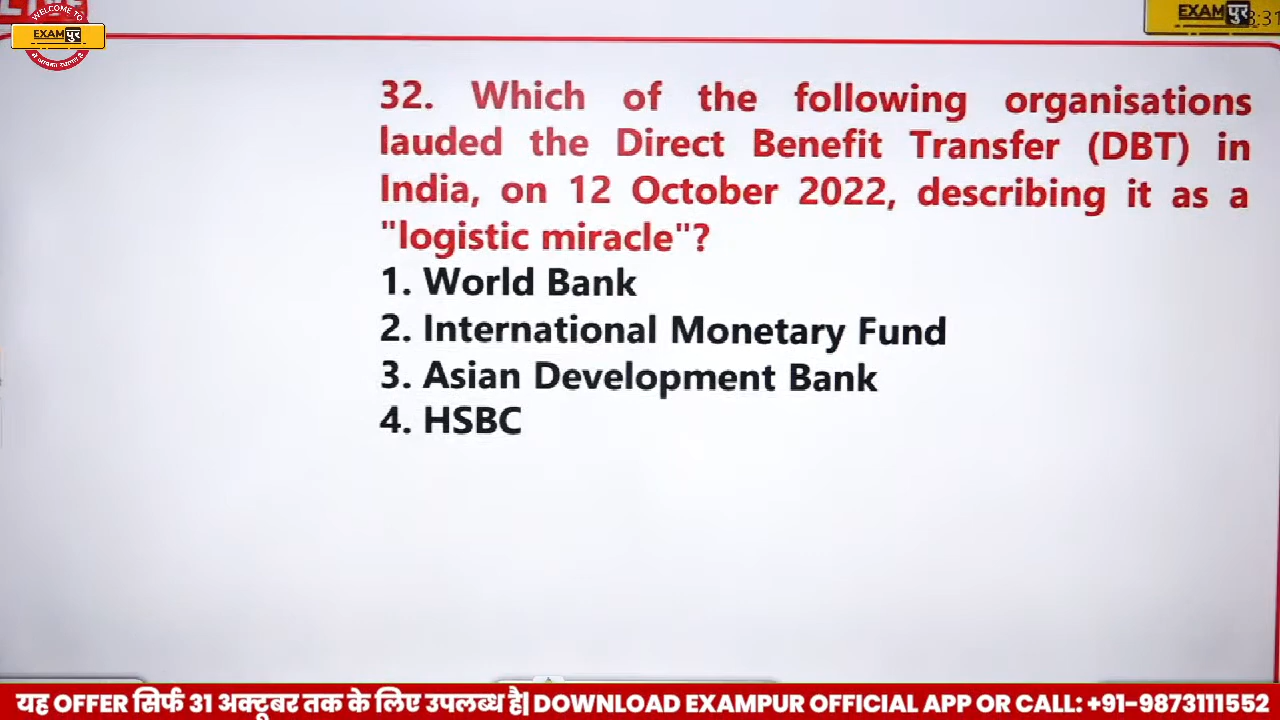 WELCOME TO
EXAMपुर
EXAMपुर
32. Which of the following organisations
lauded the Direct Benefit Transfer (DBT) in
India, on 12 October 2022, describing it as a
"logistic miracle"?
1. World Bank
2. International Monetary Fund
3. Asian Development Bank
4. HSBC
यह OFFER सिर्फ 31 अक्टूबर तक के लिए उपलब्ध है| DOWNLOAD EXAMPUR OFFICIAL APP OR CALL: +91-9873111552